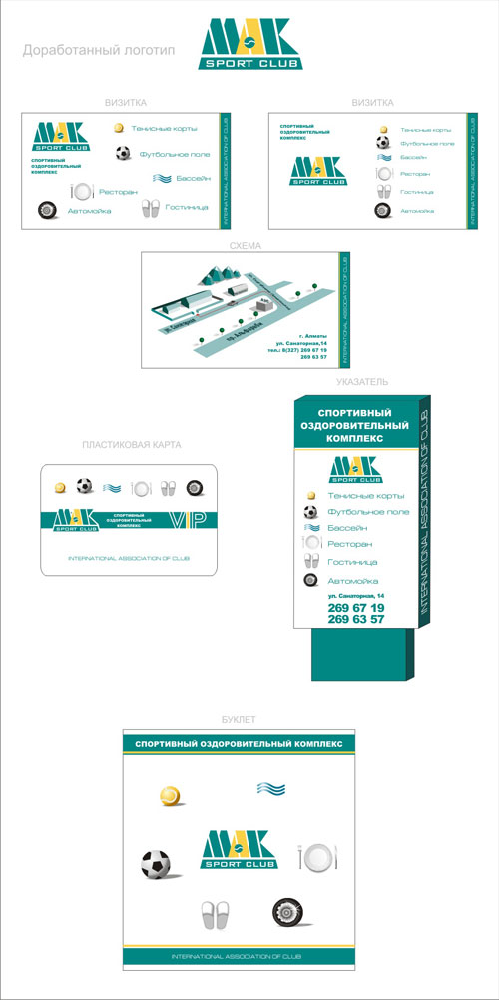 Доработанный логотип
МАК
SPORT CLUB
ВИЗИТКА
МАК
SPORT CLUB
СПОРТИВНЫЙ
ОЗДОРОВИТЕЛЬНЫЙ
КОМПЛЕКС
Тенисные корты
Футбольное поле
Бассейн
Ресторан
Гостиница
Автомойка
INTERNATIONAL ASSOCIATION OF CLUB
ВИЗИТКА
СПОРТИВНЫЙ
ОЗДОРОВИТЕЛЬНЫЙ
КОМПЛЕКС
МАК
SPORT CLUB
Тенисные корты
Футбольное поле
Бассейн
Ресторан
Гостиница
Автомойка
INTERNATIONAL ASSOCIATION OF CLUB
СХЕМА
ул. Санаторная
пр. Альфараби
г. Алматы
ул. Санаторная,14
тел.: 8(327) 269 67 19
269 63 57
INTERNATIONAL ASSOCIATION OF CLUB
УКАЗАТЕЛЬ
СПОРТИВНЫЙ
ОЗДОРОВИТЕЛЬНЫЙ
КОМПЛЕКС
МАК
SPORT CLUB
Тенисные корты
Футбольное поле
Бассейн
Ресторан
Гостиница
Автомойка
ул. Санаторная, 14
269 67 19
269 63 57
INTERNATIONAL ASSOCIATION OF CLUB
ПЛАСТИКОВАЯ КАРТА
МАК
SPORT CLUB
СПОРТИВНЫЙ
ОЗДОРОВИТЕЛЬНЫЙ
КОМПЛЕКС
VIP
INTERNATIONAL ASSOCIATION OF CLUB
БУКЛЕТ
СПОРТИВНЫЙ ОЗДОРОВИТЕЛЬНЫЙ КОМПЛЕКС
МАК
SPORT CLUB
INTERNATIONAL ASSOCIATION OF CLUB